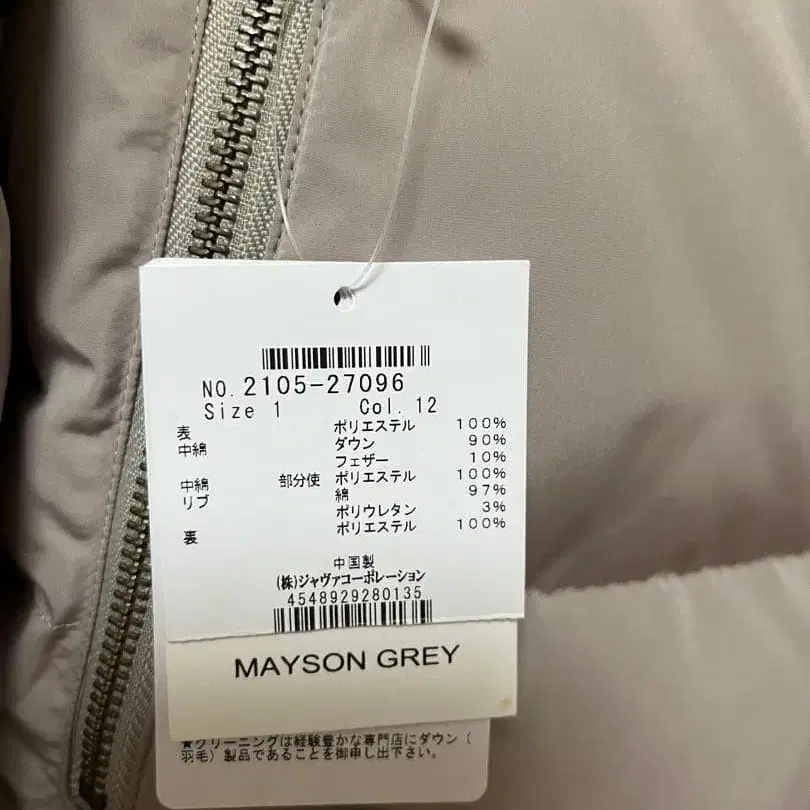 NO. 2105-27096
Size 1 Col. 12
表 ポリエステル 100%
中綿 ダウン 90%
フェザー 10%
中綿 部分使 ポリエステル 100%
リブ 綿 97%
ポリウレタン 3%
裏 ポリエステル 100%
中国製
(株)ジャヴァコーポレーション
4548929280135
MAYSON GREY
★クリーニングは経験豊かな専門店にダウン(
羽毛)製品であることを御申し出下さい。